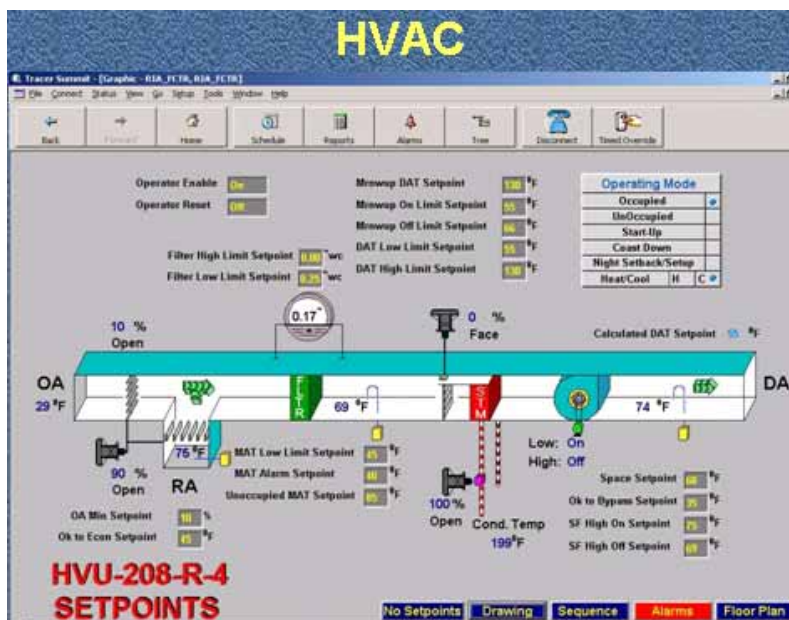 HVAC
Tracer Summit - [Graphic - RIA_FCTR, RIA_FCTR]
File Connect Status View Go Setup Tools Window Help
Back Forward Home Schedule Reports Alarms Tree Disconnect Timed Override
Operator Enable On
Operator Reset Off
Mrnwup DAT Setpoint 130 °F
Mrnwup On Limit Setpoint 55 °F
Mrnwup Off Limit Setpoint 66 °F
DAT Low Limit Setpoint 55 °F
DAT High Limit Setpoint 130 °F
Filter High Limit Setpoint 0.80 "wc
Filter Low Limit Setpoint 0.25 "wc
Operating Mode
Occupied
UnOccupied
Start-Up
Coast Down
Night Setback/Setup
Heat/Cool H C
0.17"
10 %
Open
0 %
Face
Calculated DAT Setpoint 55 °F
OA
29 °F
FLTR
69 °F
STM
74 °F
DA
75 °F
90 %
Open
RA
MAT Low Limit Setpoint 45 °F
MAT Alarm Setpoint 40 °F
Unoccupied MAT Setpoint °F
Low: On
High: Off
100 %
Open
Cond. Temp
199°F
OA Min Setpoint 10 %
Ok to Econ Setpoint 45 °F
Space Setpoint 68 °F
Ok to Bypass Setpoint 35 °F
SF High On Setpoint 75 °F
SF High Off Setpoint 69 °F
HVU-208-R-4
SETPOINTS
No Setpoints Drawing Sequence Alarms Floor Plan